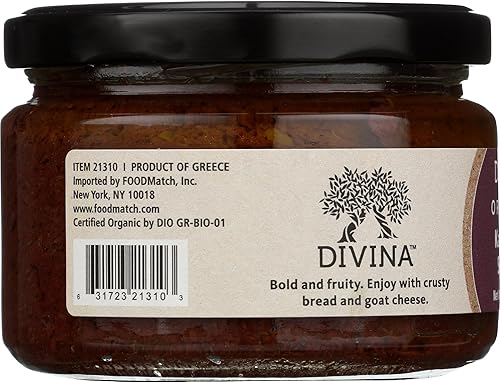 ITEM 21310 | PRODUCT OF GREECE
Imported by FOODMatch, Inc.
New York, NY 10018
www.foodmatch.com
Certified Organic by DIO GR-BIO-01
6 31723 21310 3
DIVINA™
Bold and fruity. Enjoy with crusty
bread and goat cheese.